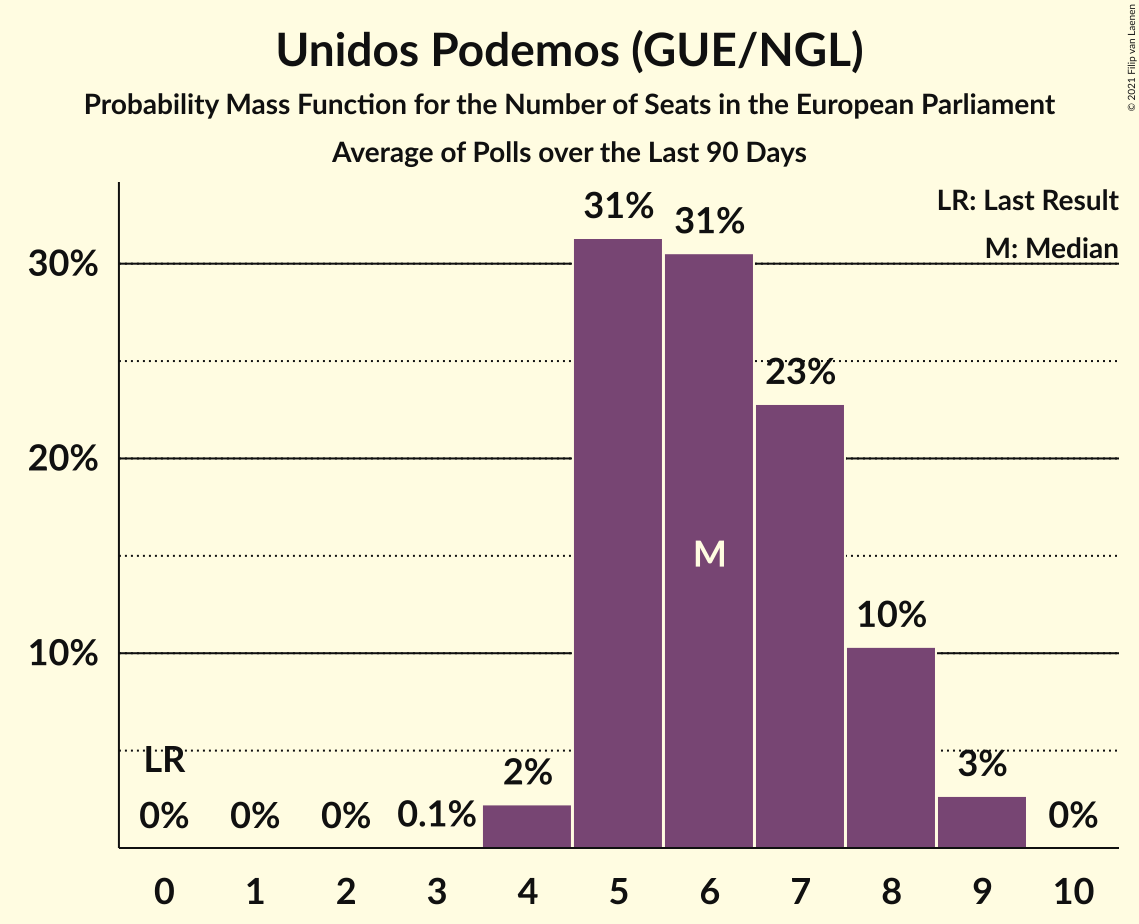 Unidos Podemos (GUE/NGL)
Probability Mass Function for the Number of Seats in the European Parliament
Average of Polls over the Last 90 Days
© 2021 Filip van Laenen
LR: Last Result
M: Median
31%
31%
30%
23%
20%
M
10%
10%
LR
3%
2%
0%
0%
0%
0.1%
0%
0 1 2 3 4 5 6 7 8 9 10